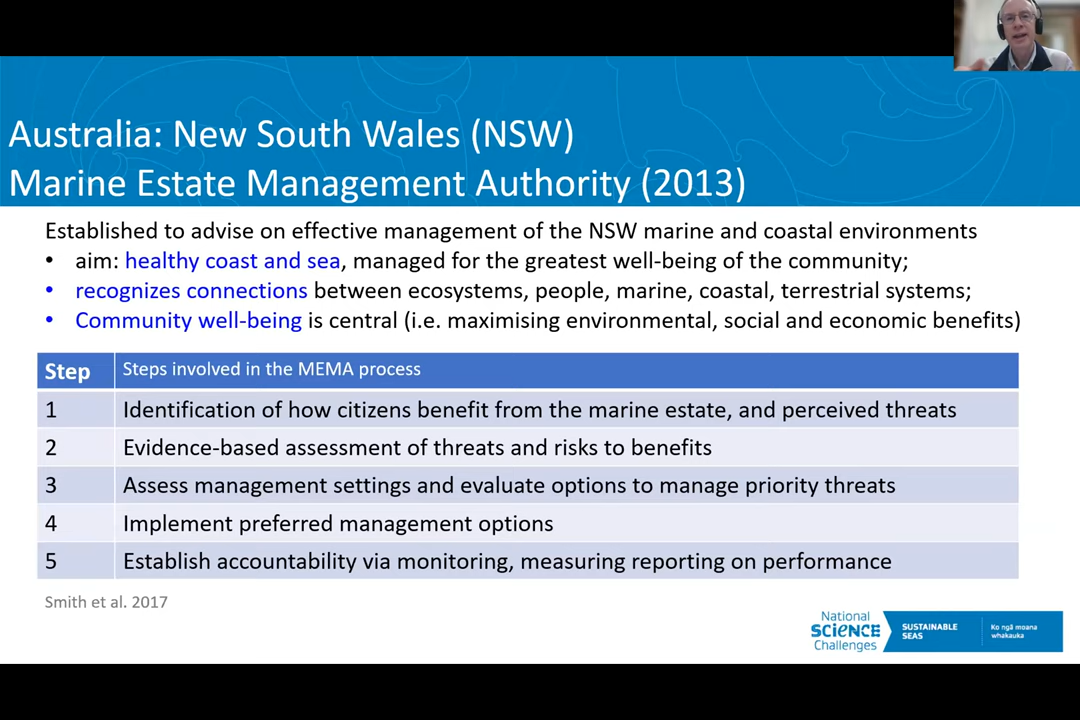 Australia: New South Wales (NSW)
Marine Estate Management Authority (2013)
Established to advise on effective management of the NSW marine and coastal environments
• aim: healthy coast and sea, managed for the greatest well-being of the community;
• recognizes connections between ecosystems, people, marine, coastal, terrestrial systems;
• Community well-being is central (i.e. maximising environmental, social and economic benefits)
Step Steps involved in the MEMA process
1 Identification of how citizens benefit from the marine estate, and perceived threats
2 Evidence-based assessment of threats and risks to benefits
3 Assess management settings and evaluate options to manage priority threats
4 Implement preferred management options
5 Establish accountability via monitoring, measuring reporting on performance
Smith et al. 2017
National
SCiENCE
Challenges
SUSTAINABLE
SEAS
Ko ngā moana
whakauka